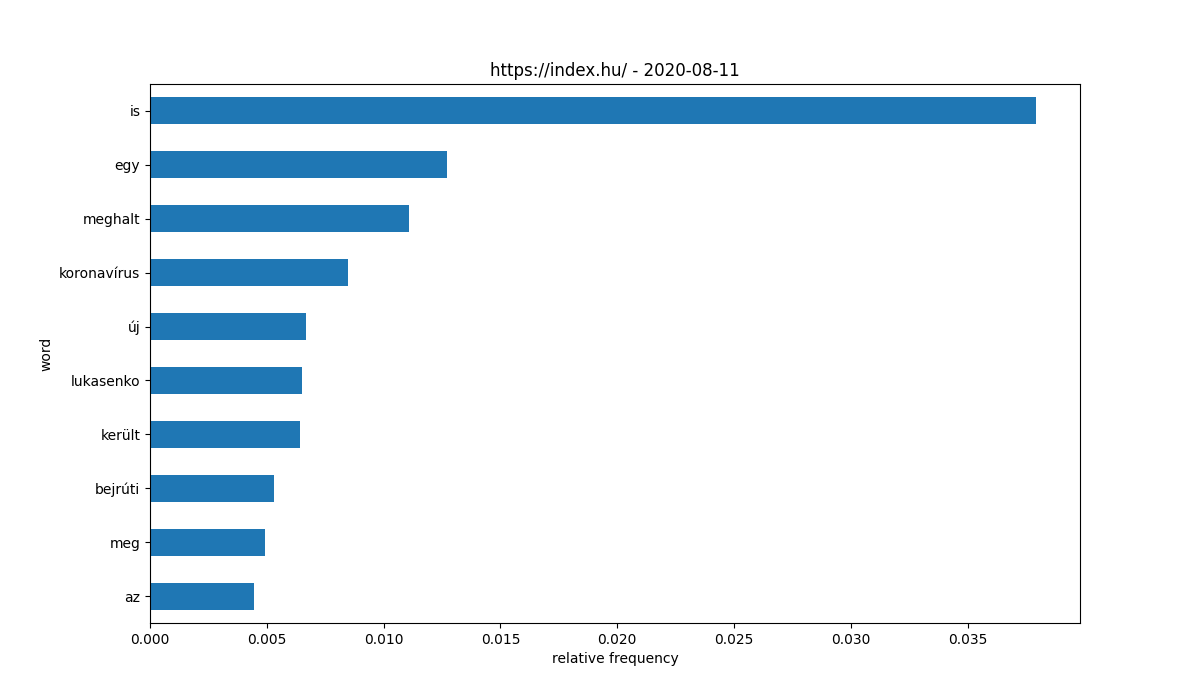 https://index.hu/ - 2020-08-11
word
is
egy
meghalt
koronavírus
új
lukasenko
került
bejrúti
meg
az
0.000 0.005 0.010 0.015 0.020 0.025 0.030 0.035
relative frequency